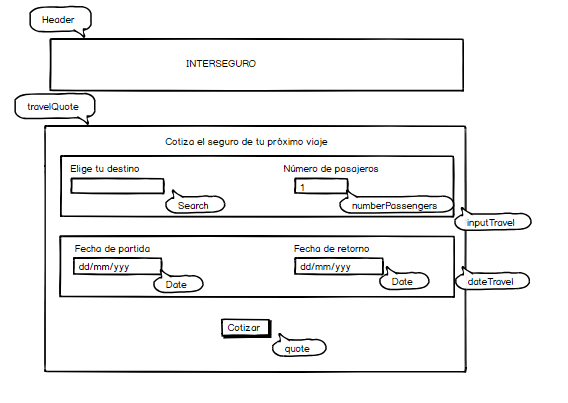 Header
INTERSEGURO
travelQuote
Cotiza el seguro de tu próximo viaje
Elige tu destino
Número de pasajeros
1
Search
numberPassengers
inputTravel
Fecha de partida
Fecha de retorno
dd/mm/yyy
dd/mm/yyy
Date
Date
dateTravel
Cotizar
quote